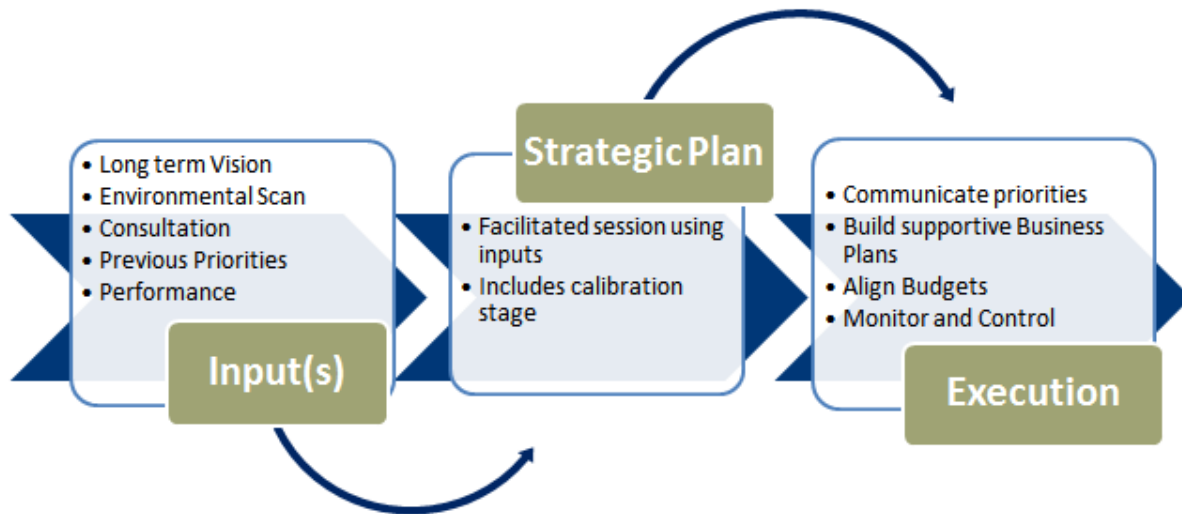 • Long term Vision
• Environmental Scan
• Consultation
• Previous Priorities
• Performance
Input(s)
Strategic Plan
• Facilitated session using
inputs
• Includes calibration
stage
• Communicate priorities
• Build supportive Business
Plans
• Align Budgets
• Monitor and Control
Execution